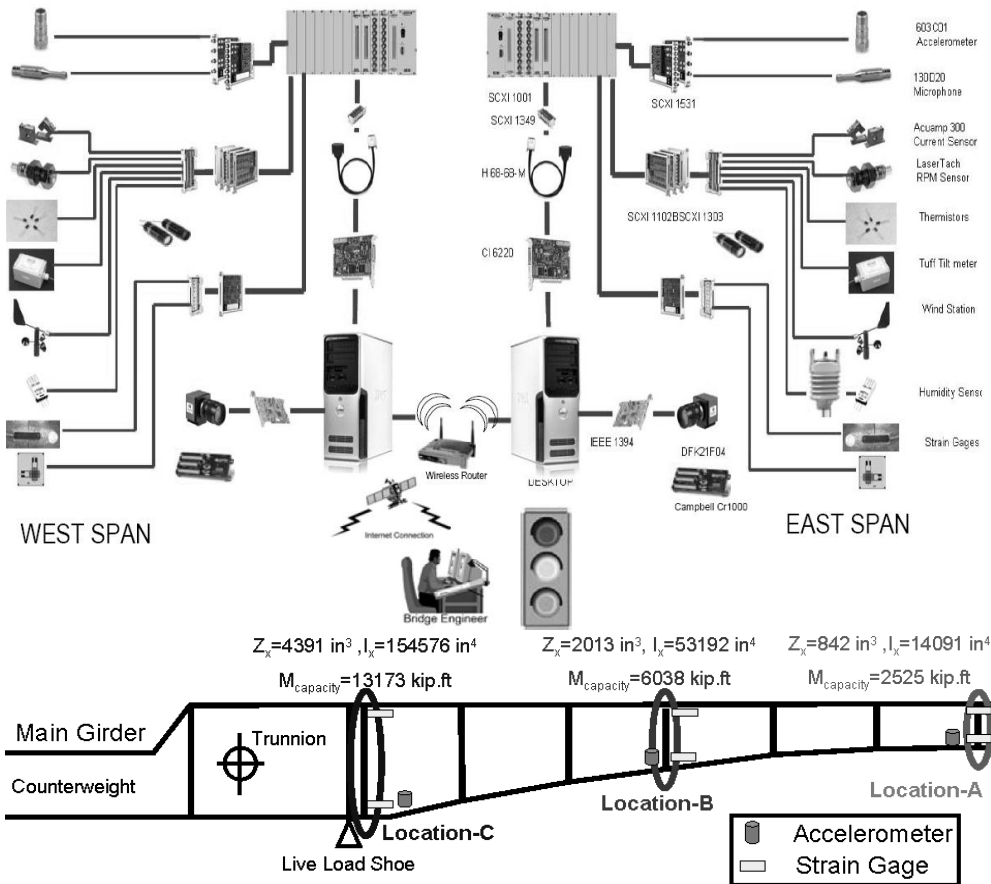 603C01
Accelerometer
130D20
Microphone
SCXI 1001
SCXI 1349
SCXI 1531
Acuamp 300
Current Sensor
LaserTach
RPM Sensor
H 68-68- M
SCXI 1102BSCXI 1303
Thermistors
CI 6220
Tuff Tilt meter
Wind Station
Humidity Sens
IEEE 1394
DFK21F04
Strain Gages
Wireless Router
DESKTOP
Campbell Cr1000
WEST SPAN
EAST SPAN
Internet Connection
Bridge Engineer
Zx=4391 in³ ,Ix=154576 in⁴
Zx=2013 in³, Ix=53192 in⁴
Zx=842 in³ ,Ix=14091 in⁴
Mcapacity=13173 kip.ft
Mcapacity=6038 kip.ft
Mcapacity=2525 kip.ft
Main Girder
Trunnion
Counterweight
Location-A
Location-B
Location-C
Live Load Shoe
Accelerometer
Strain Gage